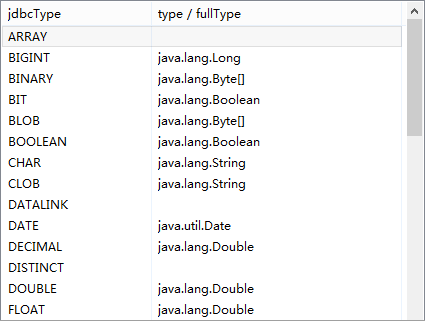 jdbcType type / fullType
ARRAY
BIGINT java.lang.Long
BINARY java.lang.Byte[]
BIT java.lang.Boolean
BLOB java.lang.Byte[]
BOOLEAN java.lang.Boolean
CHAR java.lang.String
CLOB java.lang.String
DATALINK
DATE java.util.Date
DECIMAL java.lang.Double
DISTINCT
DOUBLE java.lang.Double
FLOAT java.lang.Double